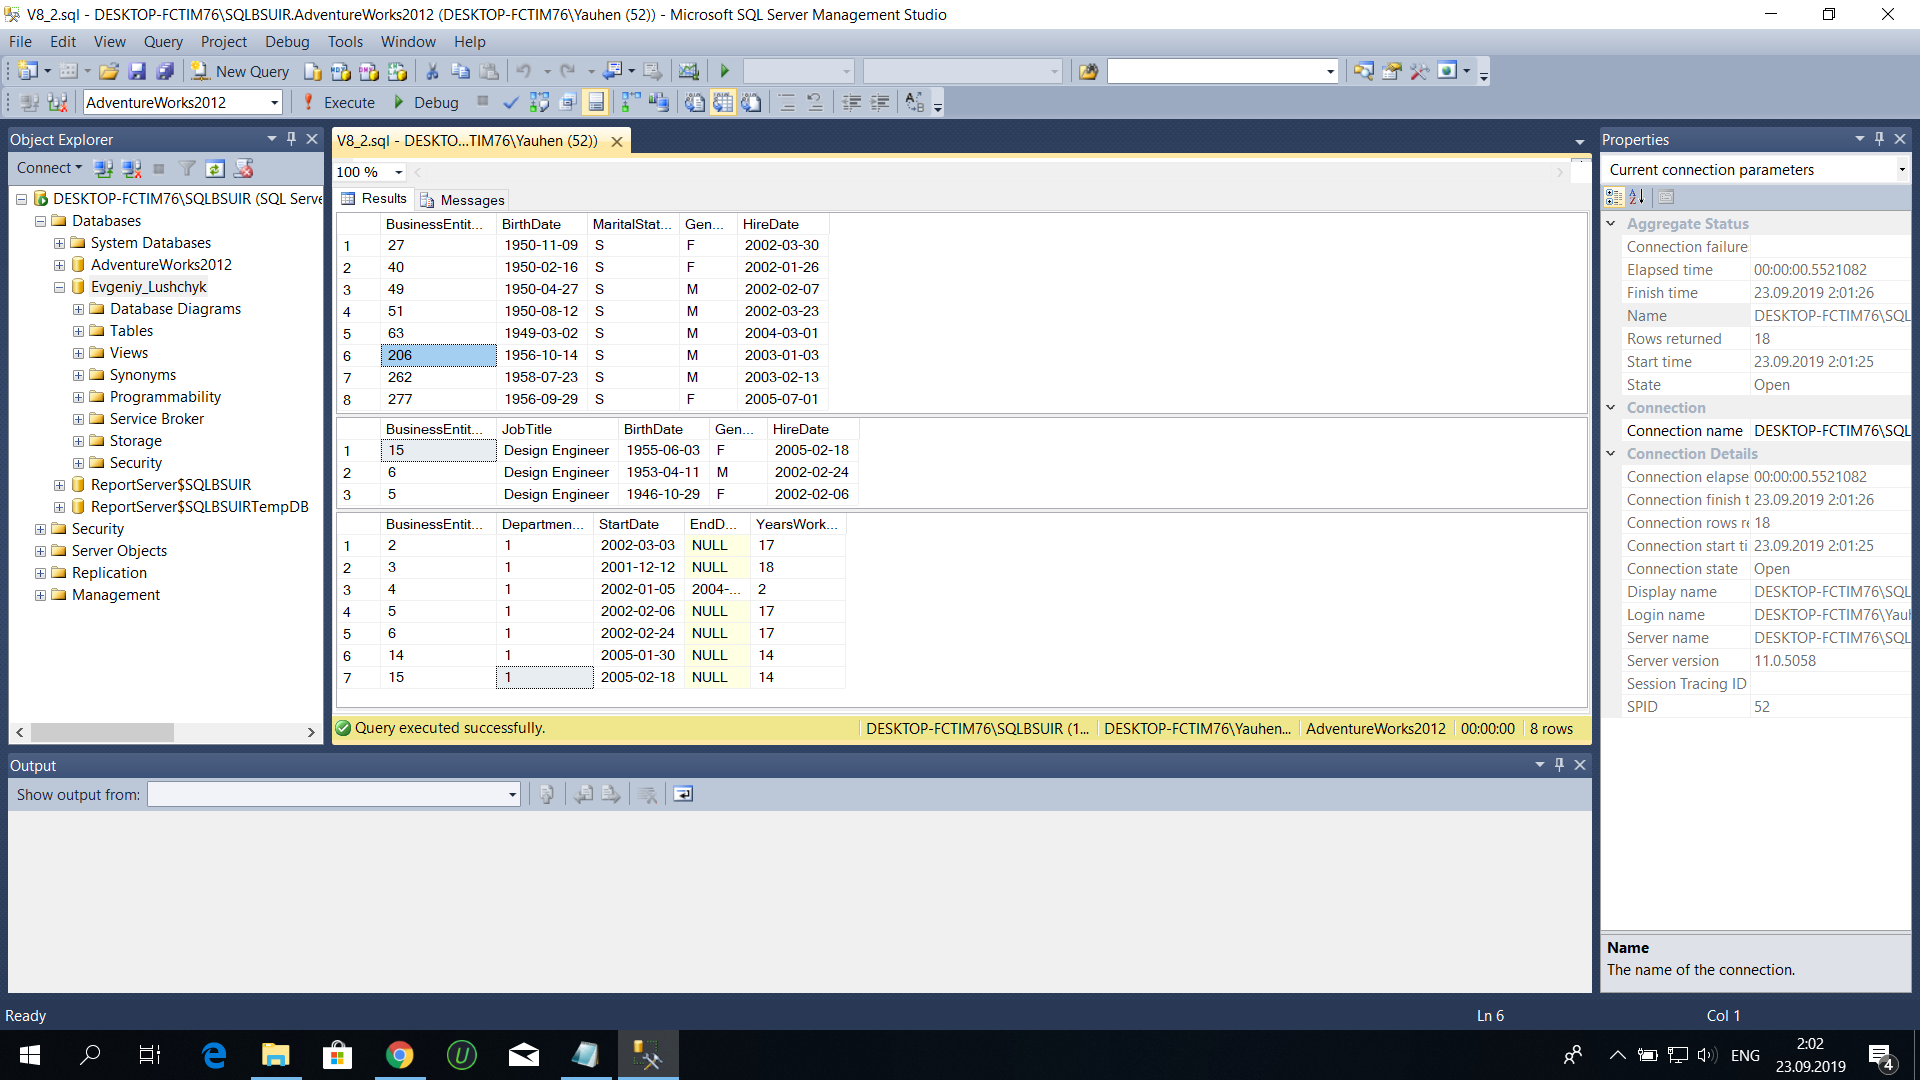 V8_2.sql - DESKTOP-FCTIM76\SQLBSUIR.AdventureWorks2012 (DESKTOP-FCTIM76\Yauhen (52)) - Microsoft SQL Server Management Studio
File Edit View Query Project Debug Tools Window Help
New Query
AdventureWorks2012 Execute Debug
Object Explorer
Connect
DESKTOP-FCTIM76\SQLBSUIR (SQL Serve
Databases
System Databases
AdventureWorks2012
Evgeniy_Lushchyk
Database Diagrams
Tables
Views
Synonyms
Programmability
Service Broker
Storage
Security
ReportServer$SQLBSUIR
ReportServer$SQLBSUIRTempDB
Security
Server Objects
Replication
Management
V8_2.sql - DESKTO...TIM76\Yauhen (52))
100 %
Results Messages
BusinessEntit... BirthDate MaritalStat... Gen... HireDate
1 27 1950-11-09 S F 2002-03-30
2 40 1950-02-16 S F 2002-01-26
3 49 1950-04-27 S M 2002-02-07
4 51 1950-08-12 S M 2002-03-23
5 63 1949-03-02 S M 2004-03-01
6 206 1956-10-14 S M 2003-01-03
7 262 1958-07-23 S M 2003-02-13
8 277 1956-09-29 S F 2005-07-01
BusinessEntit... JobTitle BirthDate Gen... HireDate
1 15 Design Engineer 1955-06-03 F 2005-02-18
2 6 Design Engineer 1953-04-11 M 2002-02-24
3 5 Design Engineer 1946-10-29 F 2002-02-06
BusinessEntit... Departmen... StartDate EndD... YearsWork...
1 2 1 2002-03-03 NULL 17
2 3 1 2001-12-12 NULL 18
3 4 1 2002-01-05 2004-... 2
4 5 1 2002-02-06 NULL 17
5 6 1 2002-02-24 NULL 17
6 14 1 2005-01-30 NULL 14
7 15 1 2005-02-18 NULL 14
Query executed successfully. DESKTOP-FCTIM76\SQLBSUIR (1... DESKTOP-FCTIM76\Yauhen... AdventureWorks2012 00:00:00 8 rows
Properties
Current connection parameters
Aggregate Status
Connection failure
Elapsed time 00:00:00.5521082
Finish time 23.09.2019 2:01:26
Name DESKTOP-FCTIM76\SQL
Rows returned 18
Start time 23.09.2019 2:01:25
State Open
Connection
Connection name DESKTOP-FCTIM76\SQL
Connection Details
Connection elapse 00:00:00.5521082
Connection finish t 23.09.2019 2:01:26
Connection rows re 18
Connection start ti 23.09.2019 2:01:25
Connection state Open
Display name DESKTOP-FCTIM76\SQL
Login name DESKTOP-FCTIM76\Yau
Server name DESKTOP-FCTIM76\SQL
Server version 11.0.5058
Session Tracing ID
SPID 52
Name
The name of the connection.
Output
Show output from:
Ready Ln 6 Col 1
ENG
2:02
23.09.2019
4